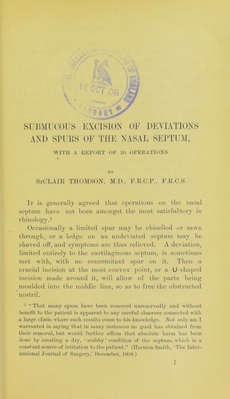 15 OCT 06
LIBRARY
SUBMUCOUS EXCISION OF DEVIATIONS
AND SPURS OF THE NASAL SEPTUM,
WITH A REPORT OF 30 OPERATIONS
BY
StCLAIR THOMSON, M.D., F.R.C.P., F.R.C.S.
It is generally agreed that operations on the nasal
septum have not been amongst the most satisfactory in
rhinology.¹
Occasionally a limited spur may be chiselled or sawn
through, or a ledge on an undeviated septum may be
shaved off, and symptoms are thus relieved. A deviation,
limited entirely to the cartilaginous septum, is sometimes
met with, with no concomitant spur on it. Then a
crucial incision at the most convex point, or a U-shaped
incision made around it, will allow of the parts being
moulded into the middle line, so as to free the obstructed
nostril.
¹ "That many spurs have been removed unreservedly and without
benefit to the patient is apparent to any careful observer connected with
a large clinic where such results come to his knowledge. Not only am I
warranted in saying that in many instances no good has obtained from
their removal, but would further affirm that absolute harm has been
done by creating a dry, 'scabby' condition of the septum, which is a
constant source of irritation to the patient." (Harmon Smith, 'The Inter-
national Journal of Surgery,' December, 1904.)
1